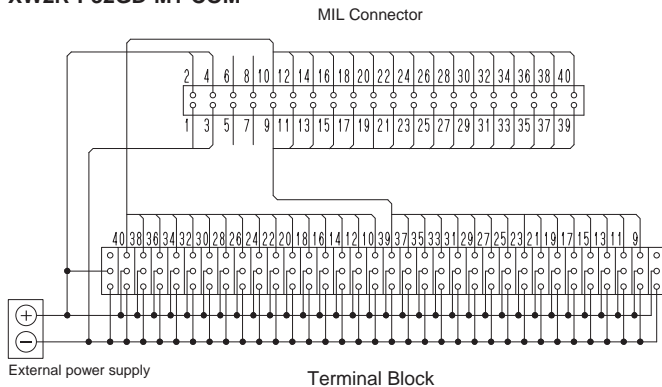 XW2R-P32GD-M1-COM
MIL Connector
2 4 6 8 10 12 14 16 18 20 22 24 26 28 30 32 34 36 38 40
1 3 5 7 9 11 13 15 17 19 21 23 25 27 29 31 33 35 37 39
40 38 36 34 32 30 28 26 24 22 20 18 16 14 12 10 39 37 35 33 31 29 27 25 23 21 19 17 15 13 11 9
+
−
External power supply
Terminal Block